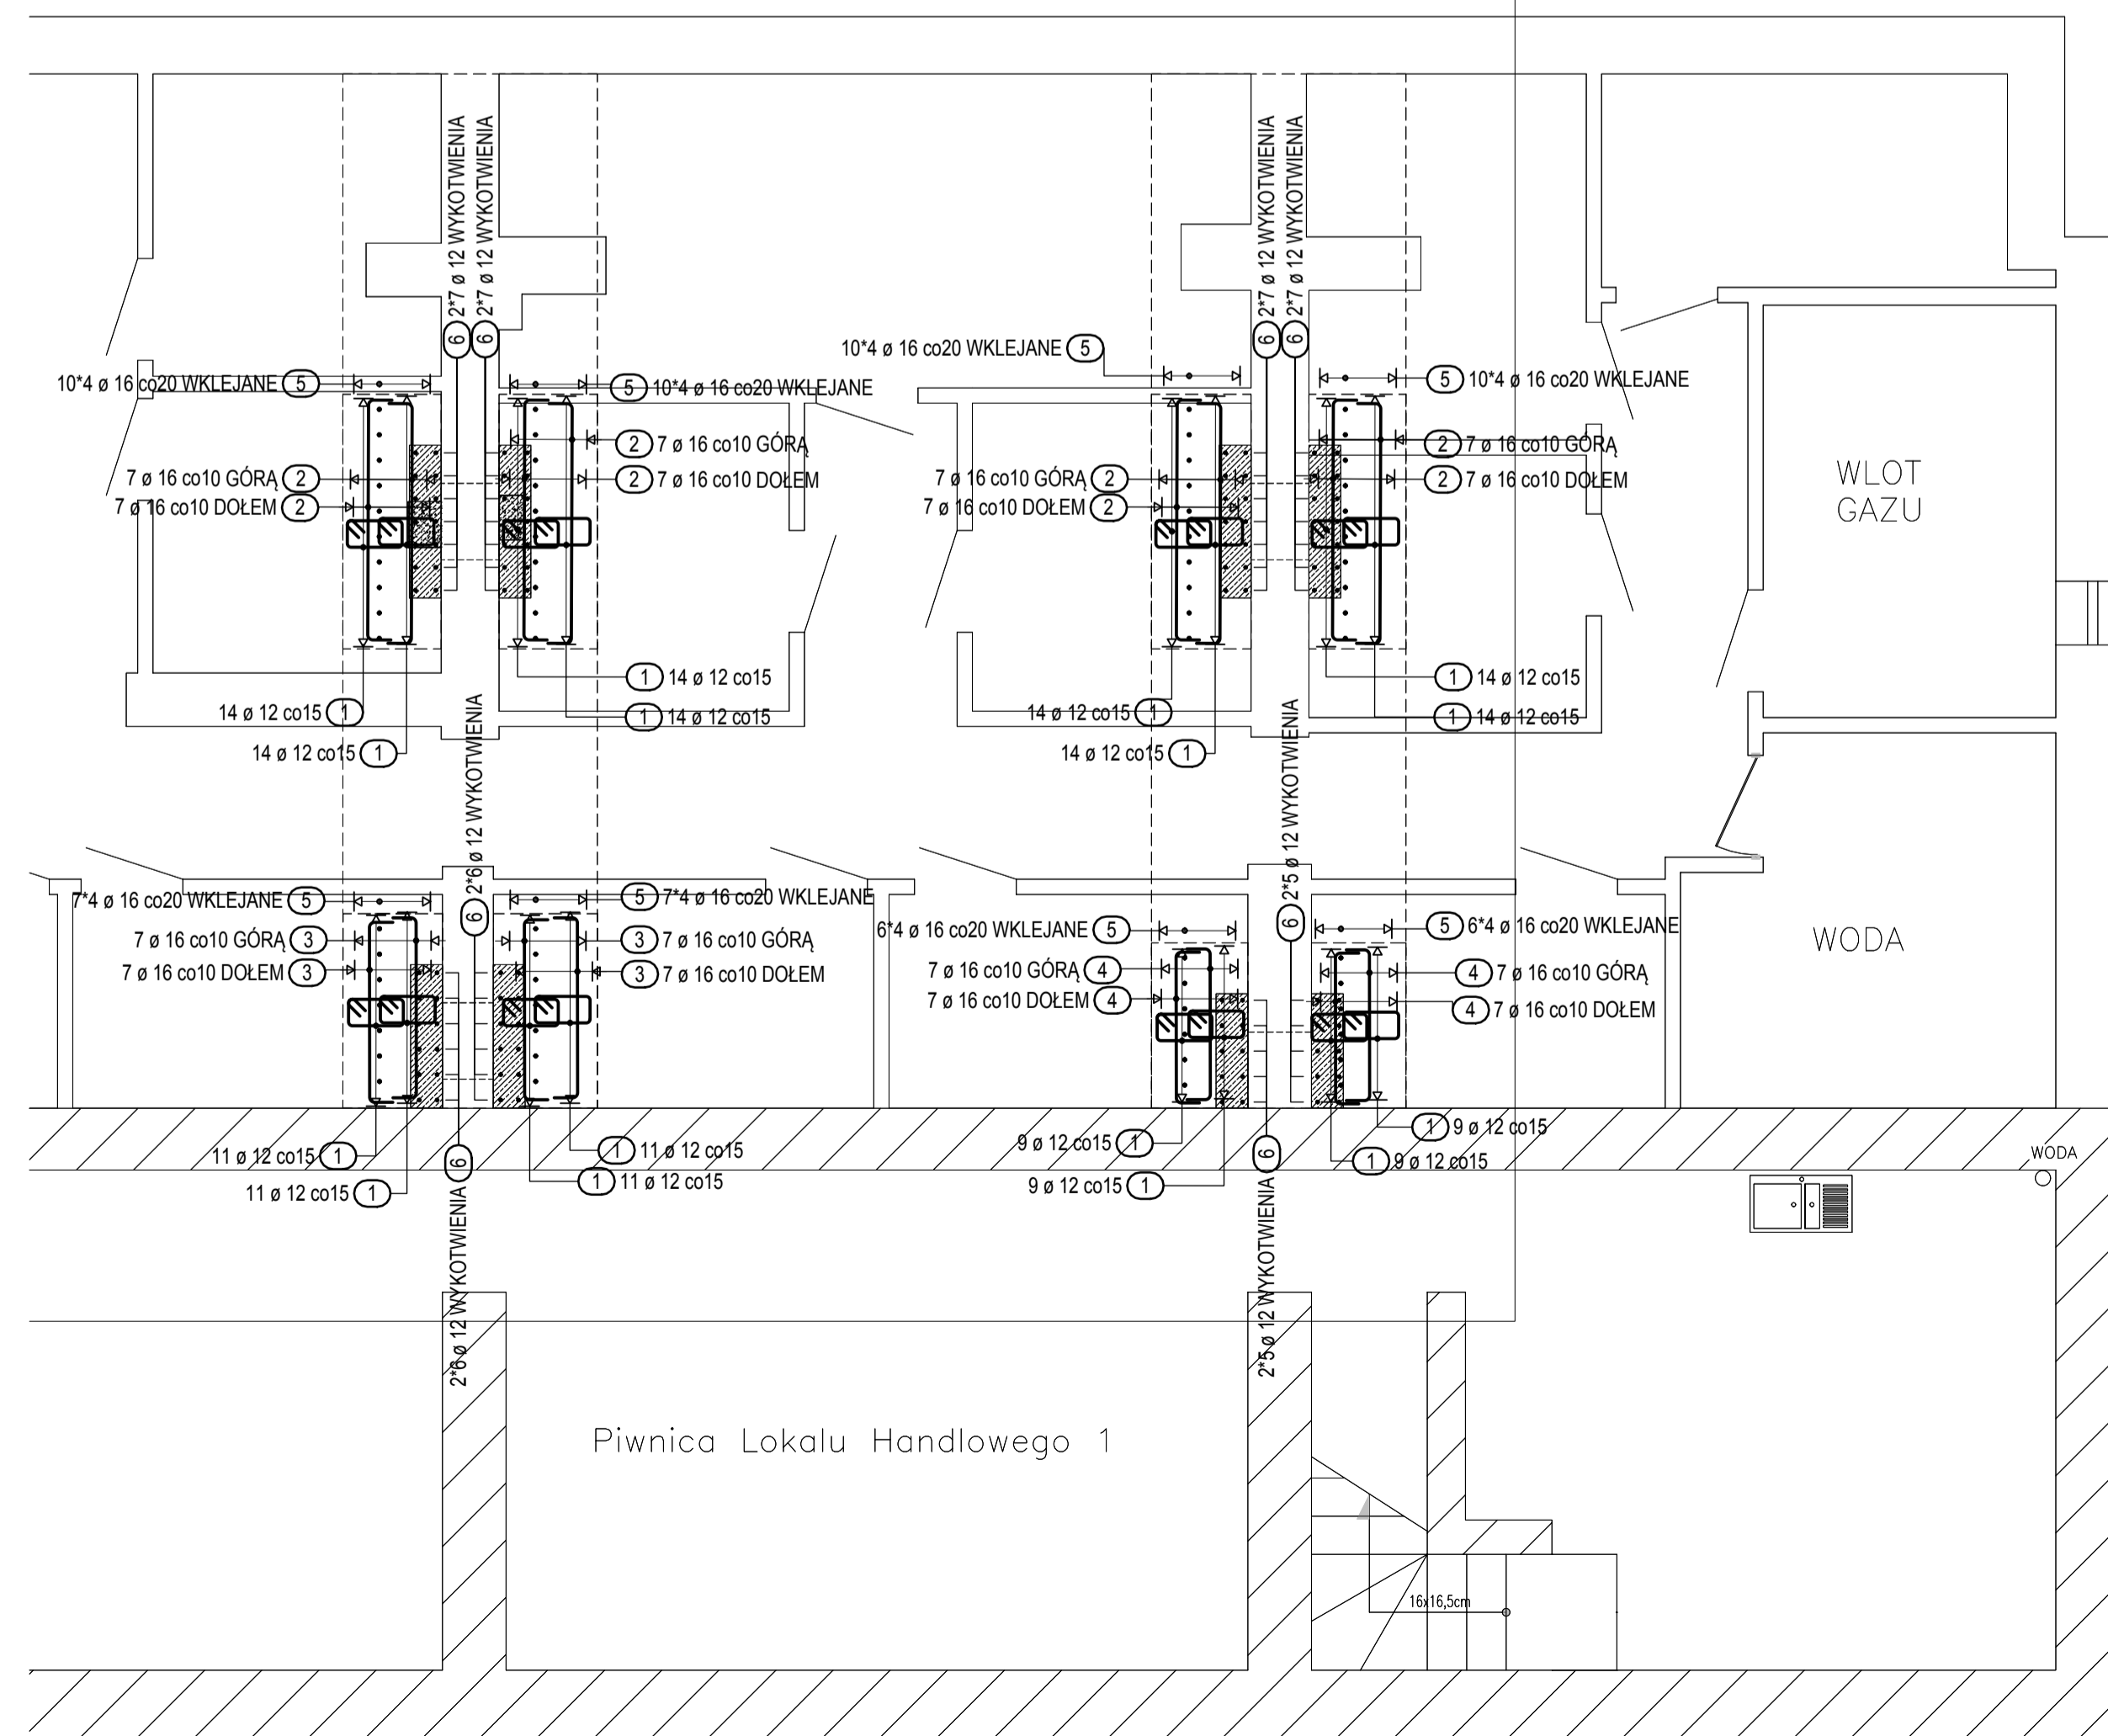 2*7 ø 12 WYKOTWIENIA
2*7 ø 12 WYKOTWIENIA
2*7 ø 12 WYKOTWIENIA
2*7 ø 12 WYKOTWIENIA
6
6
6
6
10*4 ø 16 co20 WKLEJANE 5
5 10*4 ø 16 co20 WKLEJANE
10*4 ø 16 co20 WKLEJANE 5
5 10*4 ø 16 co20 WKLEJANE
2 7 ø 16 co10 GÓRĄ
2 7 ø 16 co10 GÓRĄ
7 ø 16 co10 GÓRĄ 2
2 7 ø 16 co10 DOŁEM
7 ø 16 co10 GÓRĄ 2
2 7 ø 16 co10 DOŁEM
7 ø 16 co10 DOŁEM 2
7 ø 16 co10 DOŁEM 2
WLOT
GAZU
1 14 ø 12 co15
1 14 ø 12 co15
14 ø 12 co15 1
1 14 ø 12 co15
14 ø 12 co15 1
1 14 ø 12 co15
14 ø 12 co15 1
14 ø 12 co15 1
6 2*6 ø 12 WYKOTWIENIA
6 2*5 ø 12 WYKOTWIENIA
7*4 ø 16 co20 WKLEJANE 5
5 7*4 ø 16 co20 WKLEJANE
6*4 ø 16 co20 WKLEJANE 5
5 6*4 ø 16 co20 WKLEJANE
7 ø 16 co10 GÓRĄ 3
3 7 ø 16 co10 GÓRĄ
7 ø 16 co10 GÓRĄ 4
4 7 ø 16 co10 GÓRĄ
7 ø 16 co10 DOŁEM 3
3 7 ø 16 co10 DOŁEM
7 ø 16 co10 DOŁEM 4
4 7 ø 16 co10 DOŁEM
WODA
11 ø 12 co15 1
1 11 ø 12 co15
9 ø 12 co15 1
1 9 ø 12 co15
11 ø 12 co15 1
1 11 ø 12 co15
9 ø 12 co15 1
1 9 ø 12 co15
WODA
2*6 ø 12 WYKOTWIENIA 6
2*5 ø 12 WYKOTWIENIA 6
Piwnica Lokalu Handlowego 1
16x16,5cm